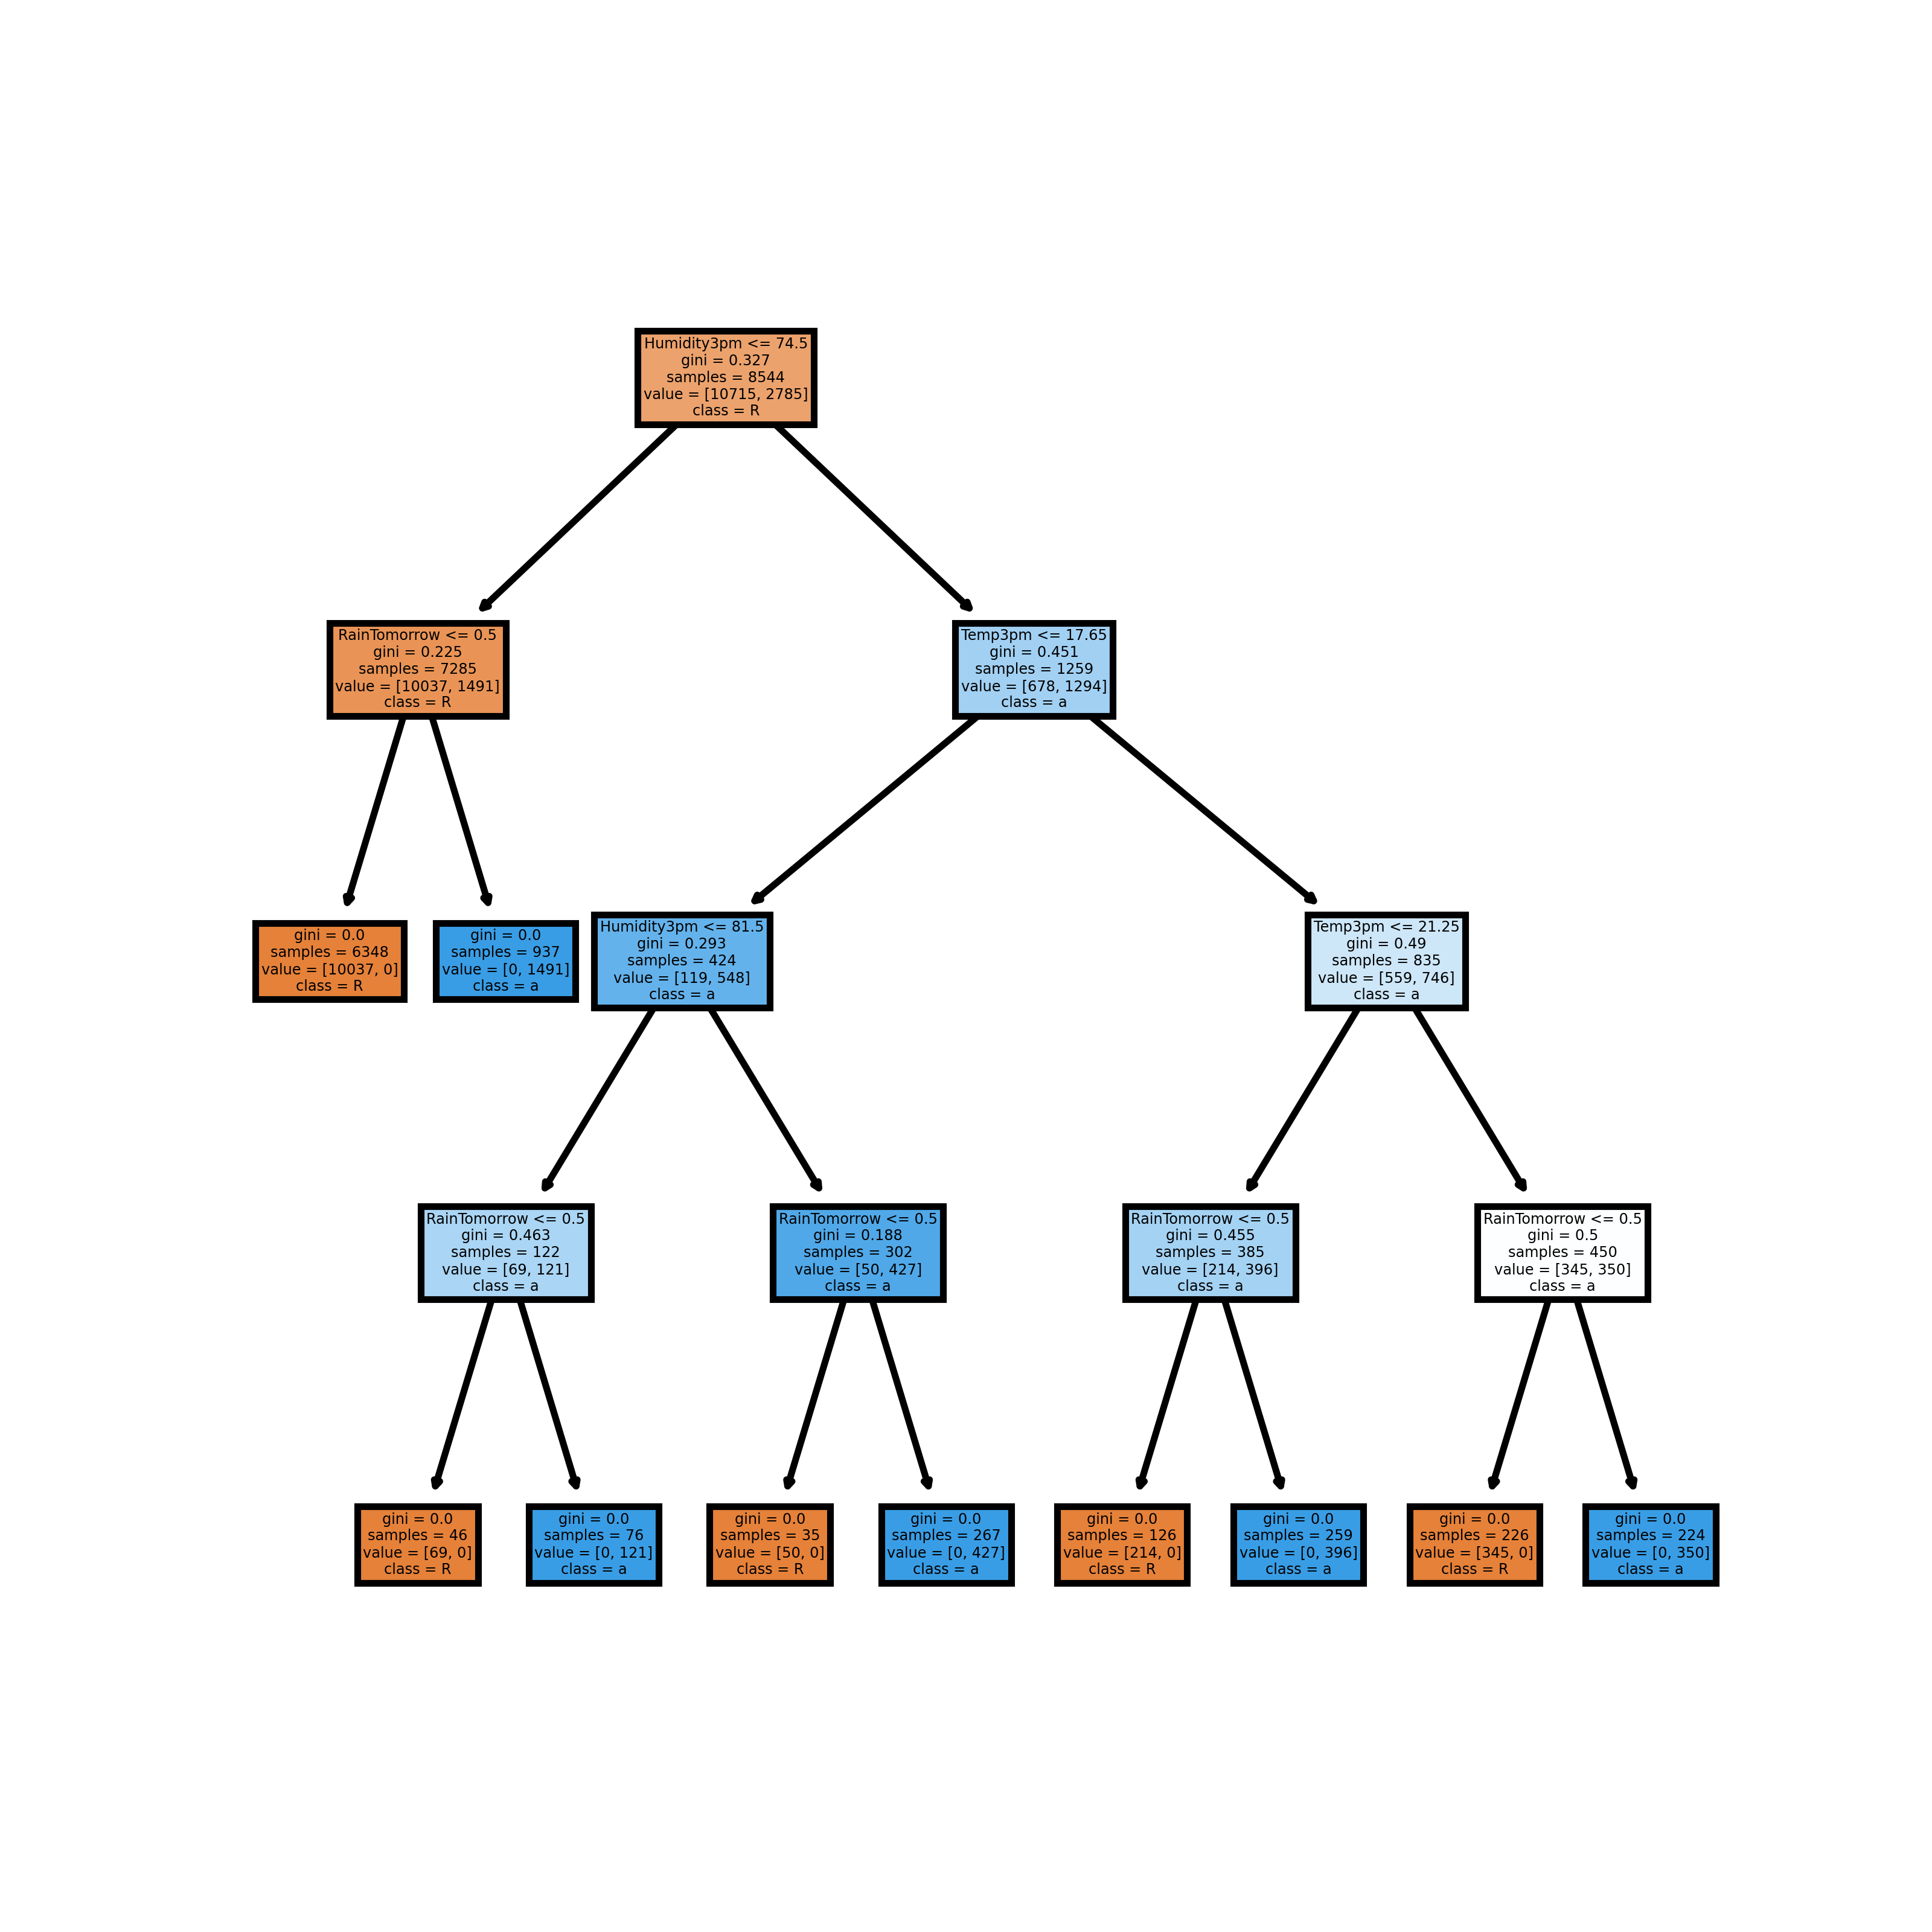 Humidity3pm <= 74.5
gini = 0.327
samples = 8544
value = [10715, 2785]
class = R
RainTomorrow <= 0.5
gini = 0.225
samples = 7285
value = [10037, 1491]
class = R
Temp3pm <= 17.65
gini = 0.451
samples = 1259
value = [678, 1294]
class = a
gini = 0.0
samples = 6348
value = [10037, 0]
class = R
gini = 0.0
samples = 937
value = [0, 1491]
class = a
Humidity3pm <= 81.5
gini = 0.293
samples = 424
value = [119, 548]
class = a
Temp3pm <= 21.25
gini = 0.49
samples = 835
value = [559, 746]
class = a
RainTomorrow <= 0.5
gini = 0.463
samples = 122
value = [69, 121]
class = a
RainTomorrow <= 0.5
gini = 0.188
samples = 302
value = [50, 427]
class = a
RainTomorrow <= 0.5
gini = 0.455
samples = 385
value = [214, 396]
class = a
RainTomorrow <= 0.5
gini = 0.5
samples = 450
value = [345, 350]
class = a
gini = 0.0
samples = 46
value = [69, 0]
class = R
gini = 0.0
samples = 76
value = [0, 121]
class = a
gini = 0.0
samples = 35
value = [50, 0]
class = R
gini = 0.0
samples = 267
value = [0, 427]
class = a
gini = 0.0
samples = 126
value = [214, 0]
class = R
gini = 0.0
samples = 259
value = [0, 396]
class = a
gini = 0.0
samples = 226
value = [345, 0]
class = R
gini = 0.0
samples = 224
value = [0, 350]
class = a